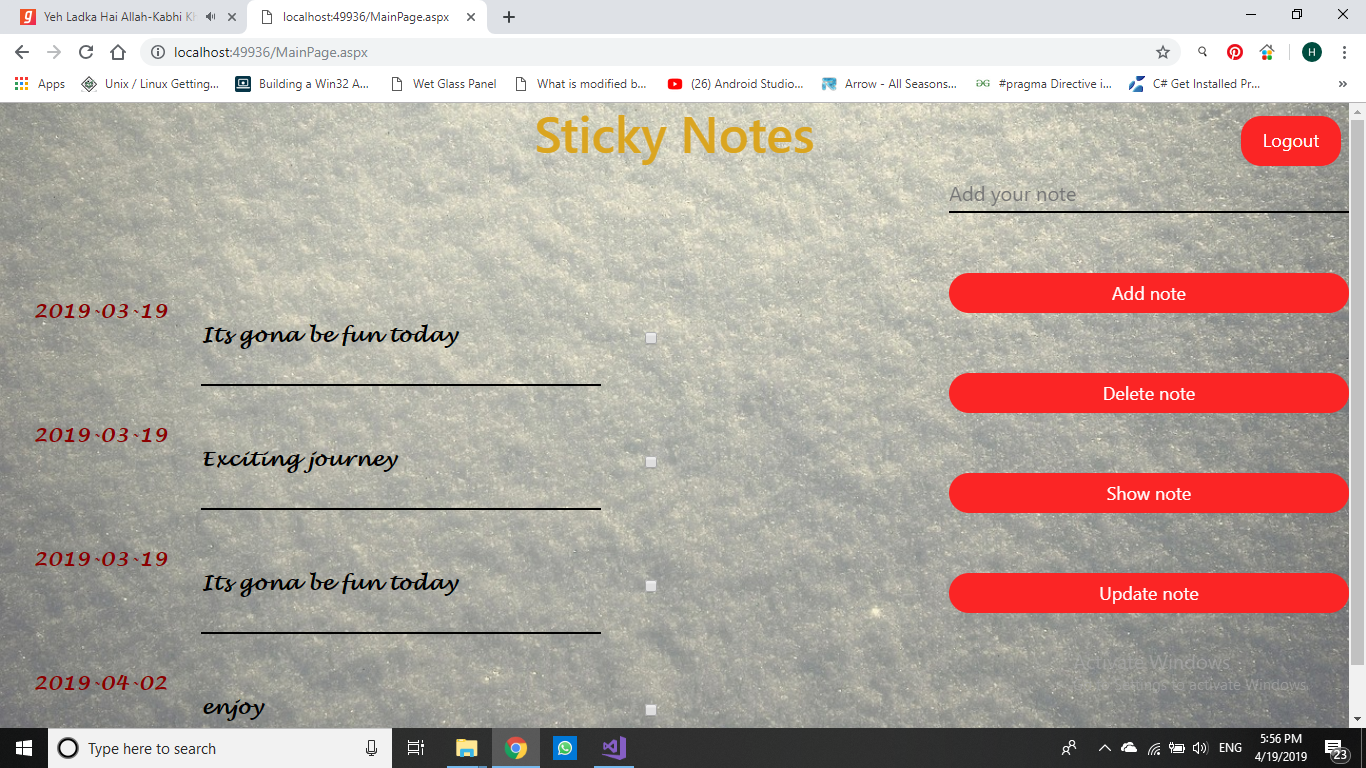 Yeh Ladka Hai Allah-Kabhi Kh
localhost:49936/MainPage.aspx
localhost:49936/MainPage.aspx
H
Apps
Unix / Linux Getting...
Building a Win32 A...
Wet Glass Panel
What is modified b...
(26) Android Studio...
Arrow - All Seasons...
#pragma Directive i...
C# Get Installed Pr...
»
Sticky Notes
Logout
Add your note
Add note
2019-03-19
Its gona be fun today
Delete note
2019-03-19
Exciting journey
Show note
2019-03-19
Its gona be fun today
Update note
Activate Windows
Settings to activate Windows.
2019-04-02
enjoy
Type here to search
ENG
5:56 PM
4/19/2019
23